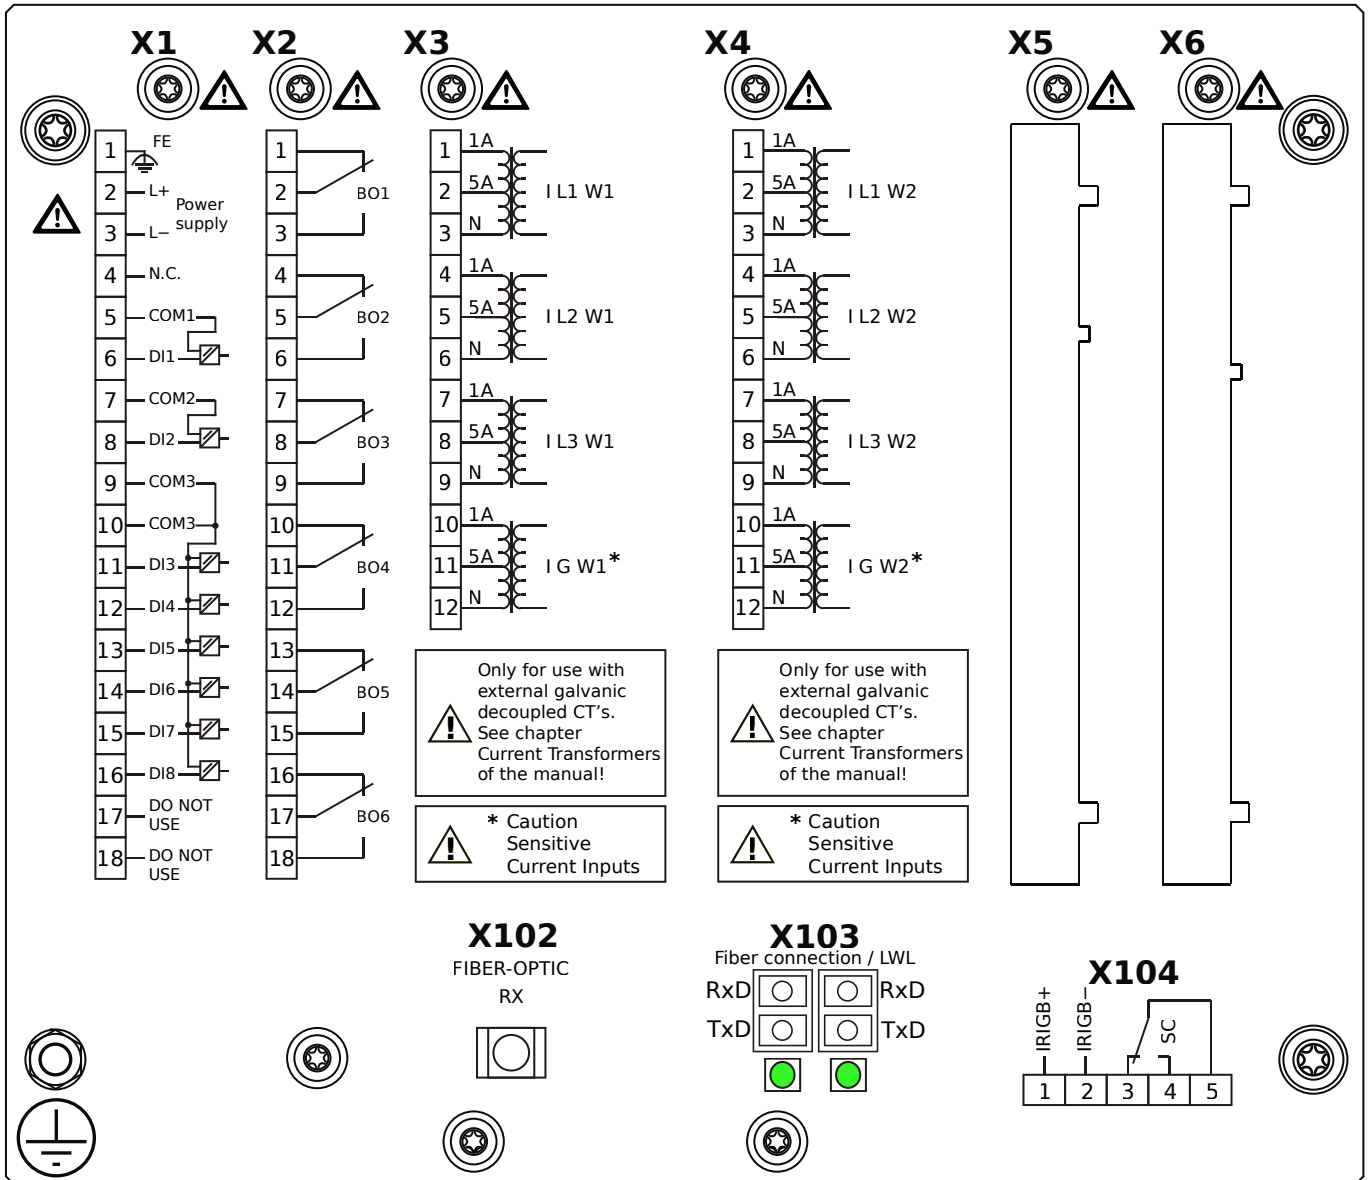 X1 X2 X3 X4 X5 X6
1 FE
2 L+
3 L−
Power
supply
4 N.C.
5 COM1
6 DI1
7 COM2
8 DI2
9 COM3
10 COM3
11 DI3
12 DI4
13 DI5
14 DI6
15 DI7
16 DI8
17 DO NOT
USE
18 DO NOT
USE
1
2 BO1
3
4
5 BO2
6
7
8 BO3
9
10
11 BO4
12
13
14 BO5
15
16
17 BO6
18
1 1A
2 5A I L1 W1
3 N
4 1A
5 5A I L2 W1
6 N
7 1A
8 5A I L3 W1
9 N
10 1A
11 5A I G W1*
12 N
Only for use with
external galvanic
decoupled CT's.
See chapter
Current Transformers
of the manual!
* Caution
Sensitive
Current Inputs
1 1A
2 5A I L1 W2
3 N
4 1A
5 5A I L2 W2
6 N
7 1A
8 5A I L3 W2
9 N
10 1A
11 5A I G W2*
12 N
Only for use with
external galvanic
decoupled CT's.
See chapter
Current Transformers
of the manual!
* Caution
Sensitive
Current Inputs
X102
FIBER-OPTIC
RX
X103
Fiber connection / LWL
RxD RxD
TxD TxD
X104
IRIGB+
IRIGB−
SC
1 2 3 4 5